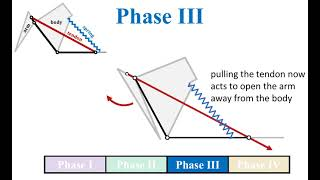 Phase III
arm
body
spring
tendon
pulling the tendon now
acts to open the arm
away from the body
Phase I
Phase II
Phase III
Phase IV